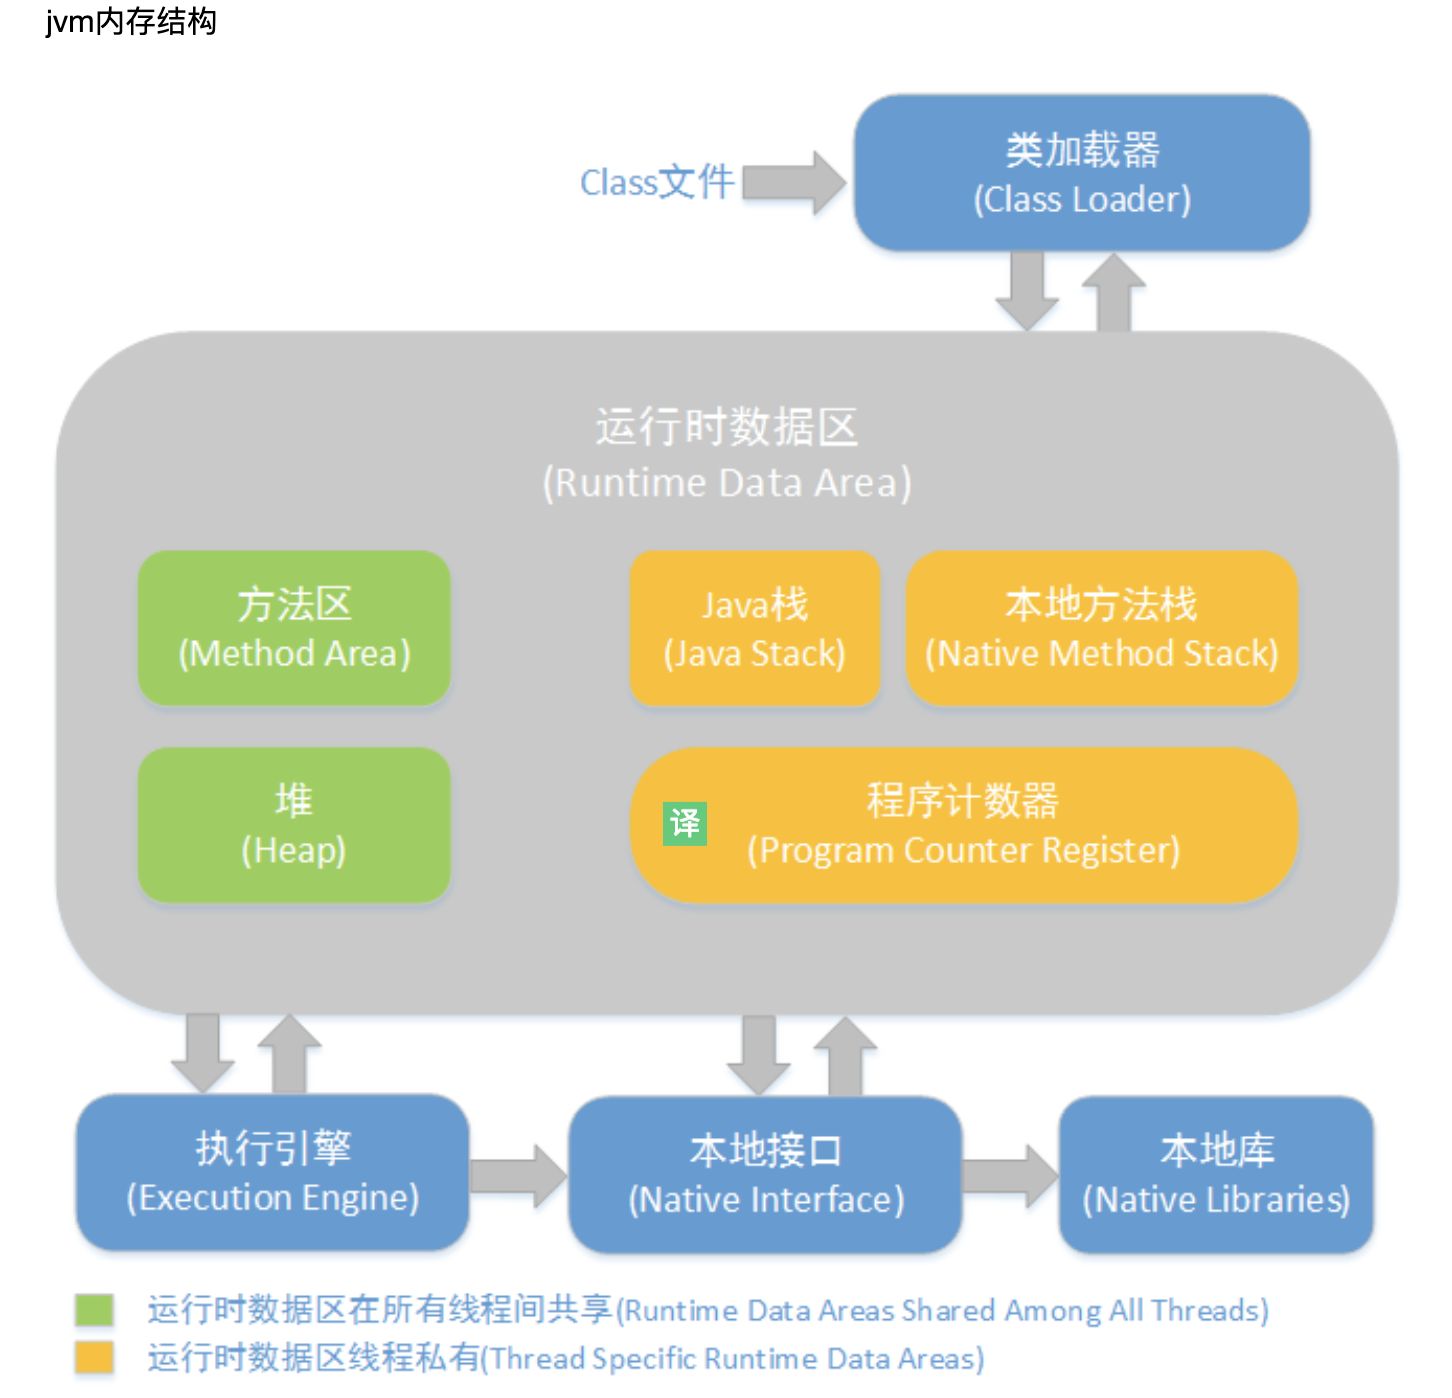 jvm内存结构
Class文件
类加载器
(Class Loader)
运行时数据区
(Runtime Data Area)
方法区
(Method Area)
Java栈
(Java Stack)
本地方法栈
(Native Method Stack)
堆
(Heap)
译
程序计数器
(Program Counter Register)
执行引擎
(Execution Engine)
本地接口
(Native Interface)
本地库
(Native Libraries)
运行时数据区在所有线程间共享(Runtime Data Areas Shared Among All Threads)
运行时数据区线程私有(Thread Specific Runtime Data Areas)